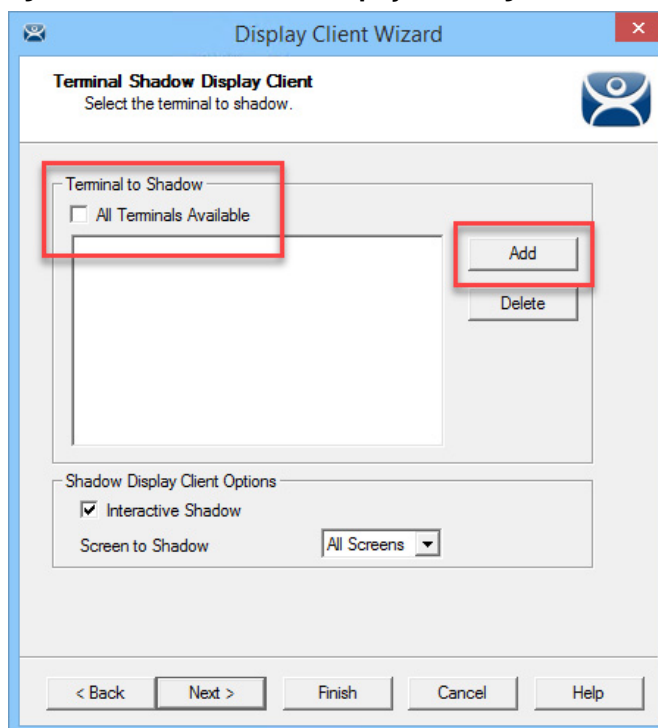 Display Client Wizard
Terminal Shadow Display Client
Select the terminal to shadow.
Terminal to Shadow
All Terminals Available
Add
Delete
Shadow Display Client Options
Interactive Shadow
Screen to Shadow All Screens
< Back Next > Finish Cancel Help